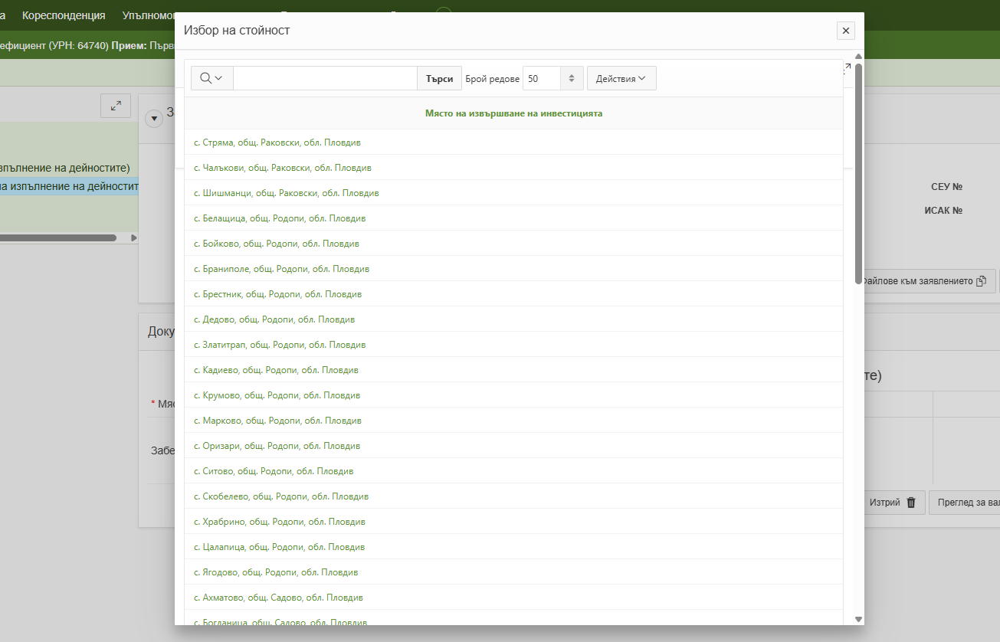 а Кореспонденция
Избор на стойност
ефициент (УРН: 64740) Прием:
Търси Брой редове 50 Действия
Място на извършване на инвестицията
с. Стряма, общ. Раковски, обл. Пловдив
зпълнение на дейностите)
с. Чалъкови, общ. Раковски, обл. Пловдив
на изпълнение на дейностит
с. Шишманци, общ. Раковски, обл. Пловдив
СЕУ №
ИСАК №
с. Белащица, общ. Родопи, обл. Пловдив
с. Бойково, общ. Родопи, обл. Пловдив
с. Браниполе, общ. Родопи, обл. Пловдив
Файлове към заявлението
с. Брестник, общ. Родопи, обл. Пловдив
с. Дедово, общ. Родопи, обл. Пловдив
Доку
с. Златитрап, общ. Родопи, обл. Пловдив
с. Кадиево, общ. Родопи, обл. Пловдив
те)
с. Крумово, общ. Родопи, обл. Пловдив
* Мяс
с. Марково, общ. Родопи, обл. Пловдив
с. Оризари, общ. Родопи, обл. Пловдив
Забе
с. Ситово, общ. Родопи, обл. Пловдив
с. Скобелево, общ. Родопи, обл. Пловдив
Изтрий Преглед за вал
с. Храбрино, общ. Родопи, обл. Пловдив
с. Цалапица, общ. Родопи, обл. Пловдив
с. Ягодово, общ. Родопи, обл. Пловдив
с. Ахматово, общ. Садово, обл. Пловдив
с. Богданица, общ. Садово, обл. Пловдив